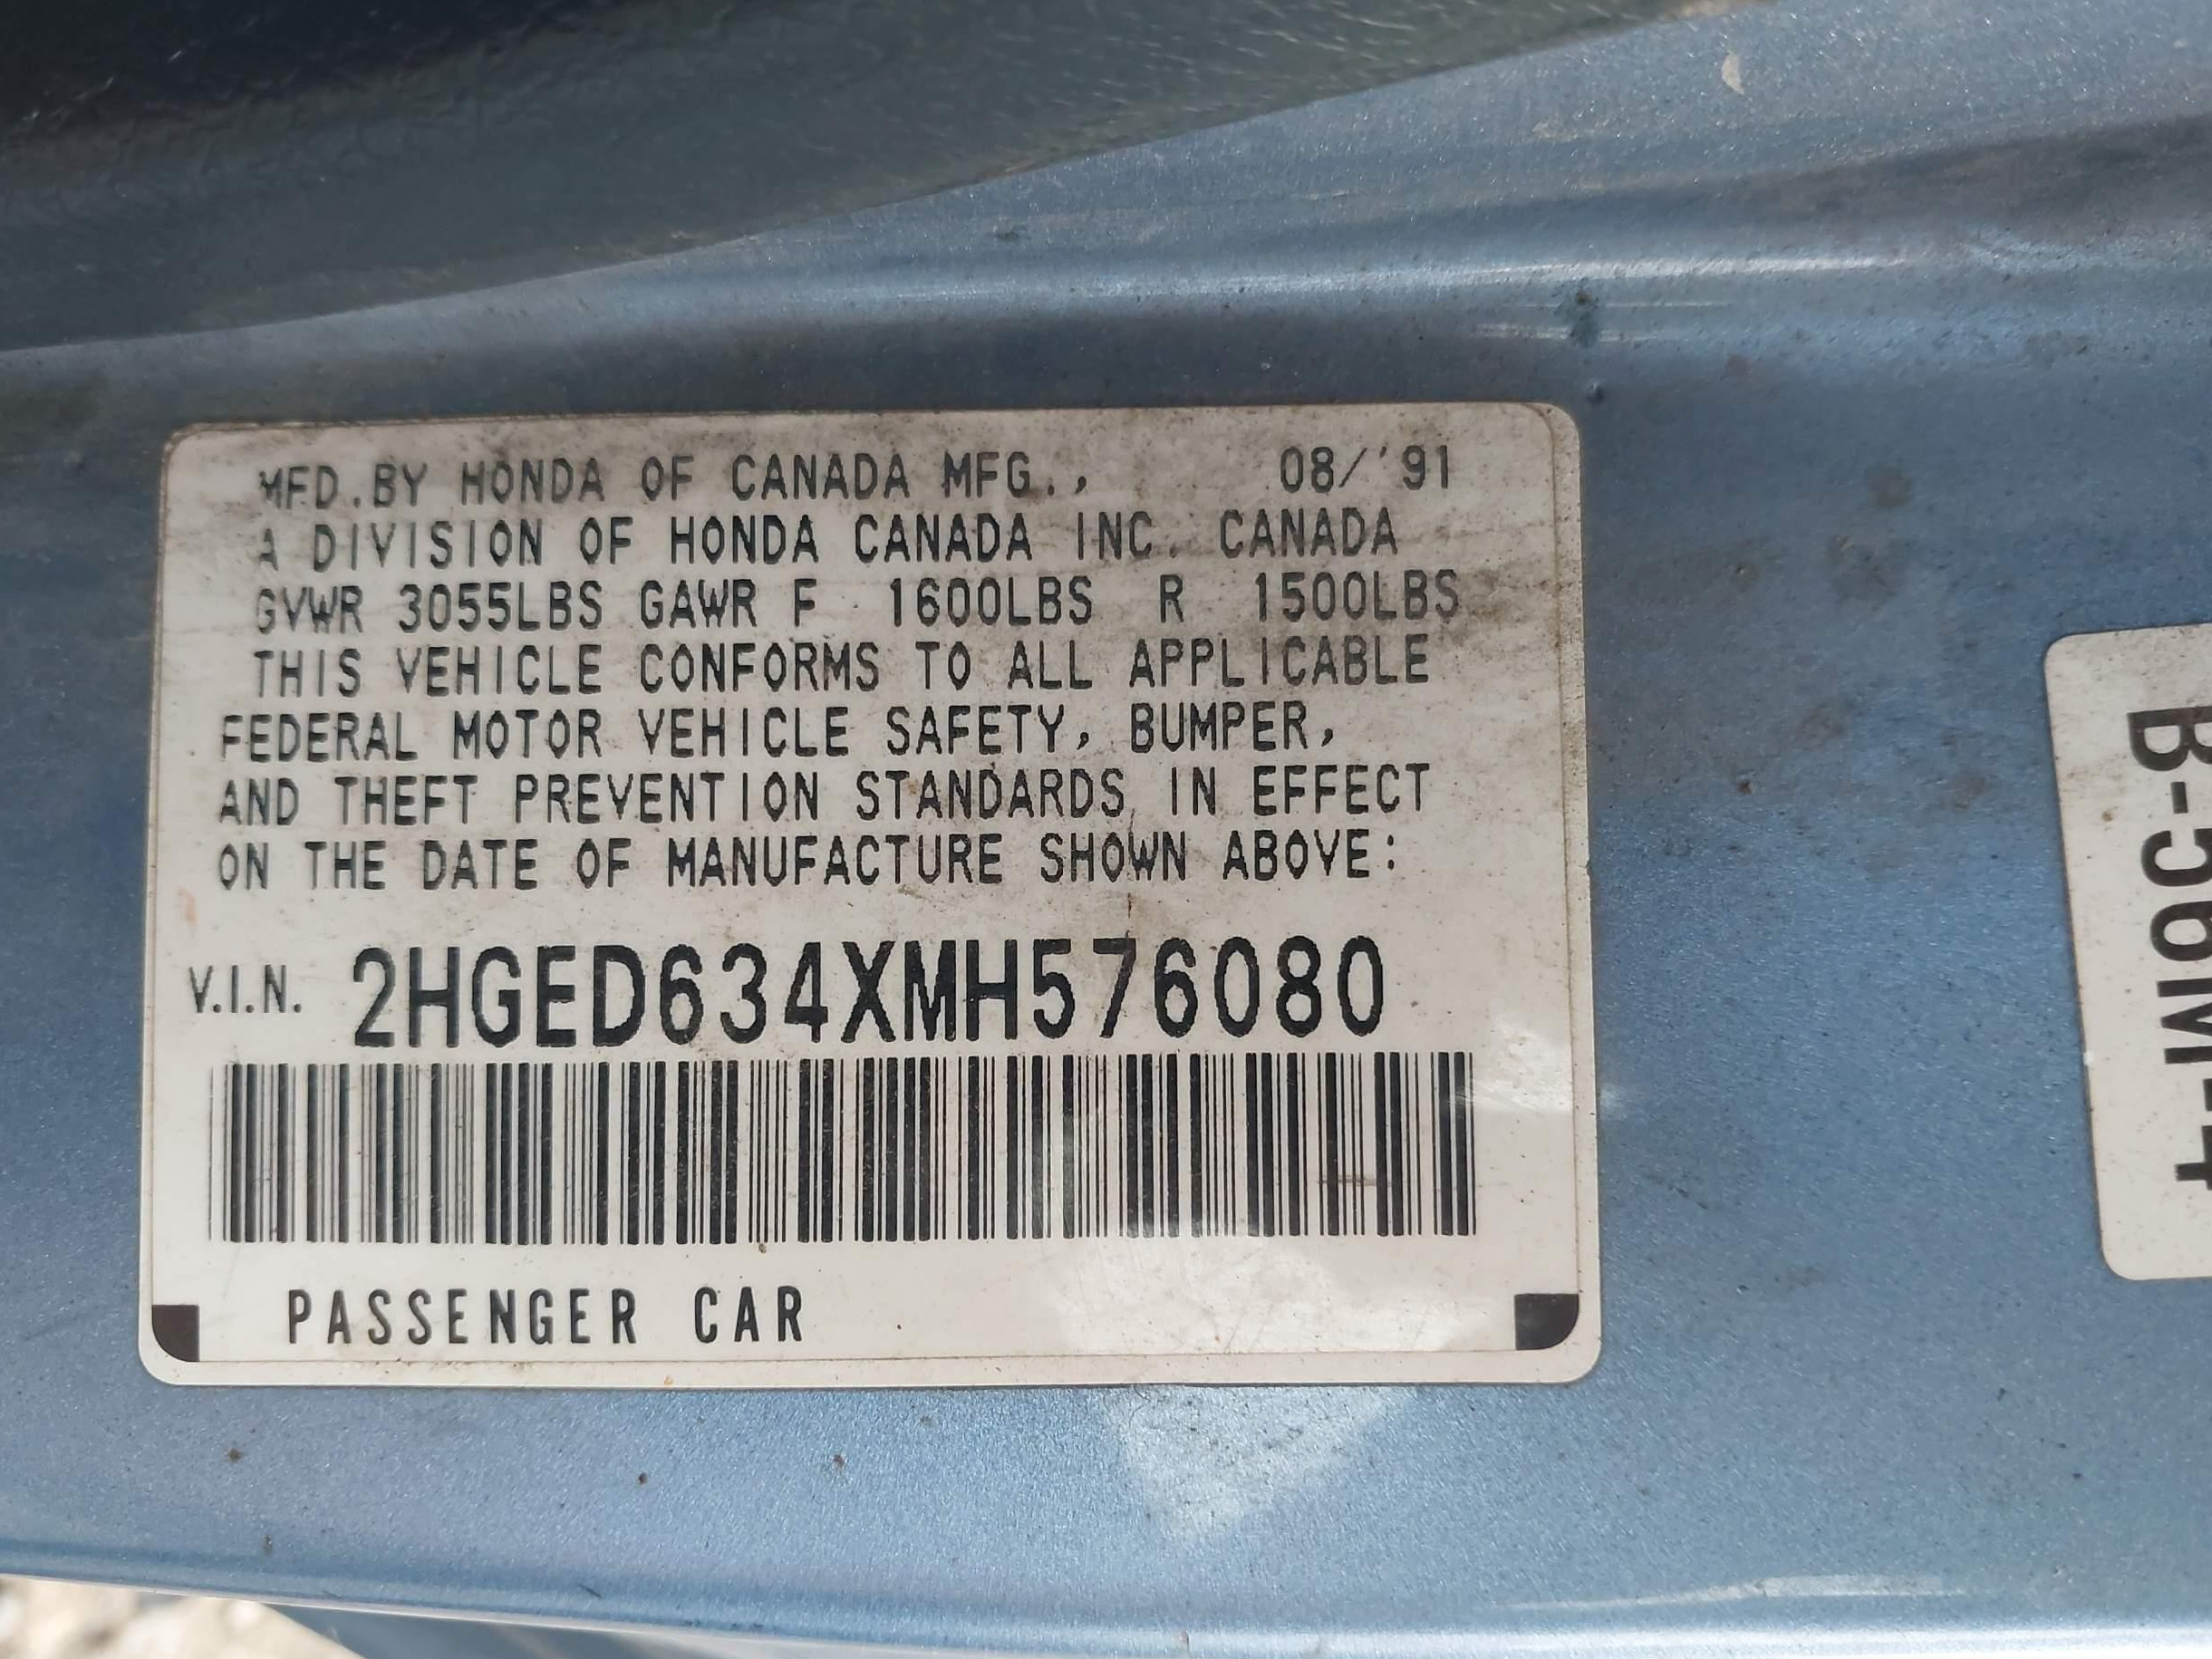 MFD.BY HONDA OF CANADA MFG., 08/'91
A DIVISION OF HONDA CANADA INC. CANADA
GVWR 3055LBS GAWR F 1600LBS R 1500LBS
THIS VEHICLE CONFORMS TO ALL APPLICABLE
FEDERAL MOTOR VEHICLE SAFETY, BUMPER,
AND THEFT PREVENTION STANDARDS IN EFFECT
ON THE DATE OF MANUFACTURE SHOWN ABOVE:
V.I.N. 2HGED634XMH576080
PASSENGER CAR